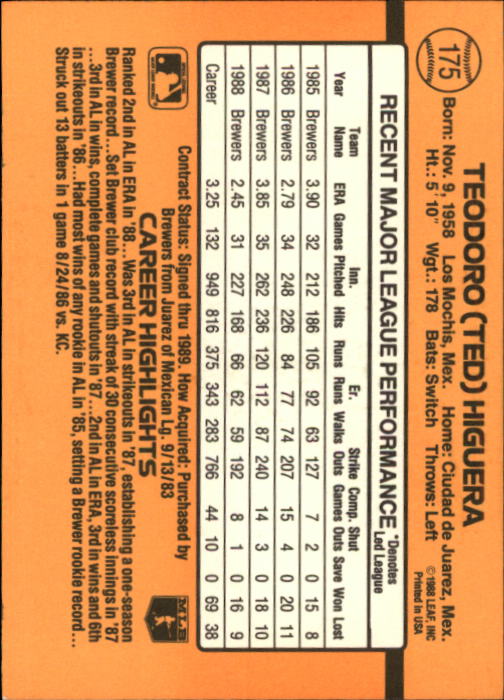 175
TEODORO (TED) HIGUERA
Born: Nov. 9, 1958 Los Mochis, Mex. Home: Ciudad de Juarez, Mex.
Ht.: 5' 10" Wgt.: 178 Bats: Switch Throws: Left
©1988 LEAF, INC.
Printed in USA
RECENT MAJOR LEAGUE PERFORMANCE
*Denotes
Led League
Team Inn. Er. Strike Comp. Shut
Year Name ERA Games Pitched Hits Runs Runs Walks Outs Games Outs Save Won Lost
1985 Brewers 3.90 32 212 186 105 92 63 127 7 2 0 15 8
1986 Brewers 2.79 34 248 226 84 77 74 207 15 4 0 20 11
1987 Brewers 3.85 35 262 236 120 112 87 240 14 3 0 18 10
1988 Brewers 2.45 31 227 168 66 62 59 192 8 1 0 16 9
Career 3.25 132 949 816 375 343 283 766 44 10 0 69 38
Contract Status: Signed thru 1989. How Acquired: Purchased by
Brewers from Juarez of Mexican Lg. 9/13/83
CAREER HIGHLIGHTS
MLB
Ranked 2nd in AL in ERA in '88... Was 3rd in AL in strikeouts in '87, establishing a one-season
Brewer record... Set Brewer club record with streak of 30 consecutive scoreless innings in '87
...3rd in AL in wins, complete games and shutouts in '87...2nd in AL in ERA, 3rd in wins and 6th
in strikeouts in '86...Had most wins of any rookie in AL in '85, setting a Brewer rookie record...
Struck out 13 batters in 1 game 8/24/86 vs. KC.